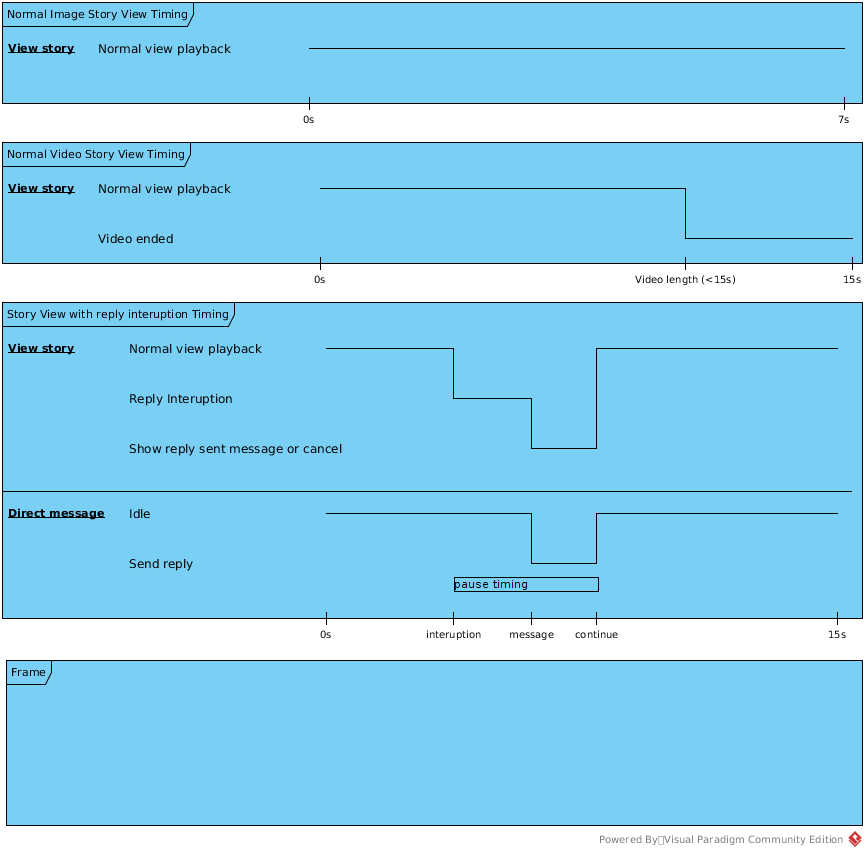 Normal Image Story View Timing
View story Normal view playback
0s 7s
Normal Video Story View Timing
View story Normal view playback
Video ended
0s Video length (<15s) 15s
Story View with reply interuption Timing
View story Normal view playback
Reply Interuption
Show reply sent message or cancel
Direct message Idle
Send reply
pause timing
0s interuption message continue 15s
Frame
Powered By Visual Paradigm Community Edition